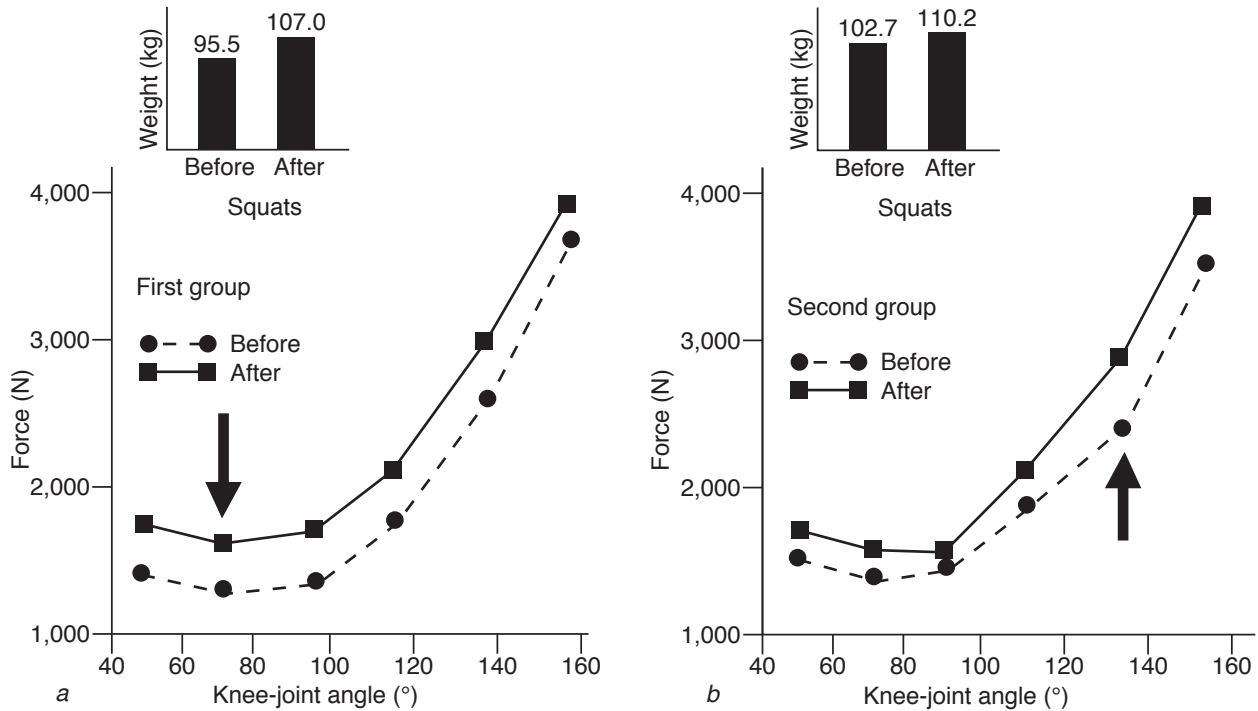 95.5
107.0
Weight (kg)
Before
After
Squats
4,000
3,000
2,000
1,000
Force (N)
First group
Before
After
40
60
80
100
120
140
160
Knee-joint angle (°)
a
102.7
110.2
Weight (kg)
Before
After
Squats
4,000
3,000
2,000
1,000
Force (N)
Second group
Before
After
40
60
80
100
120
140
160
Knee-joint angle (°)
b